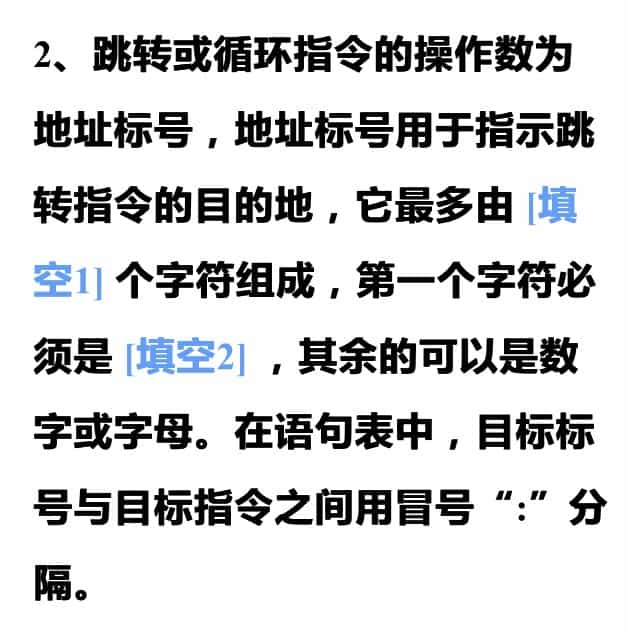 2、跳转或循环指令的操作数为
地址标号，地址标号用于指示跳
转指令的目的地，它最多由 [填
空1] 个字符组成，第一个字符必
须是 [填空2] ，其余的可以是数
字或字母。在语句表中，目标标
号与目标指令之间用冒号“:”分
隔。